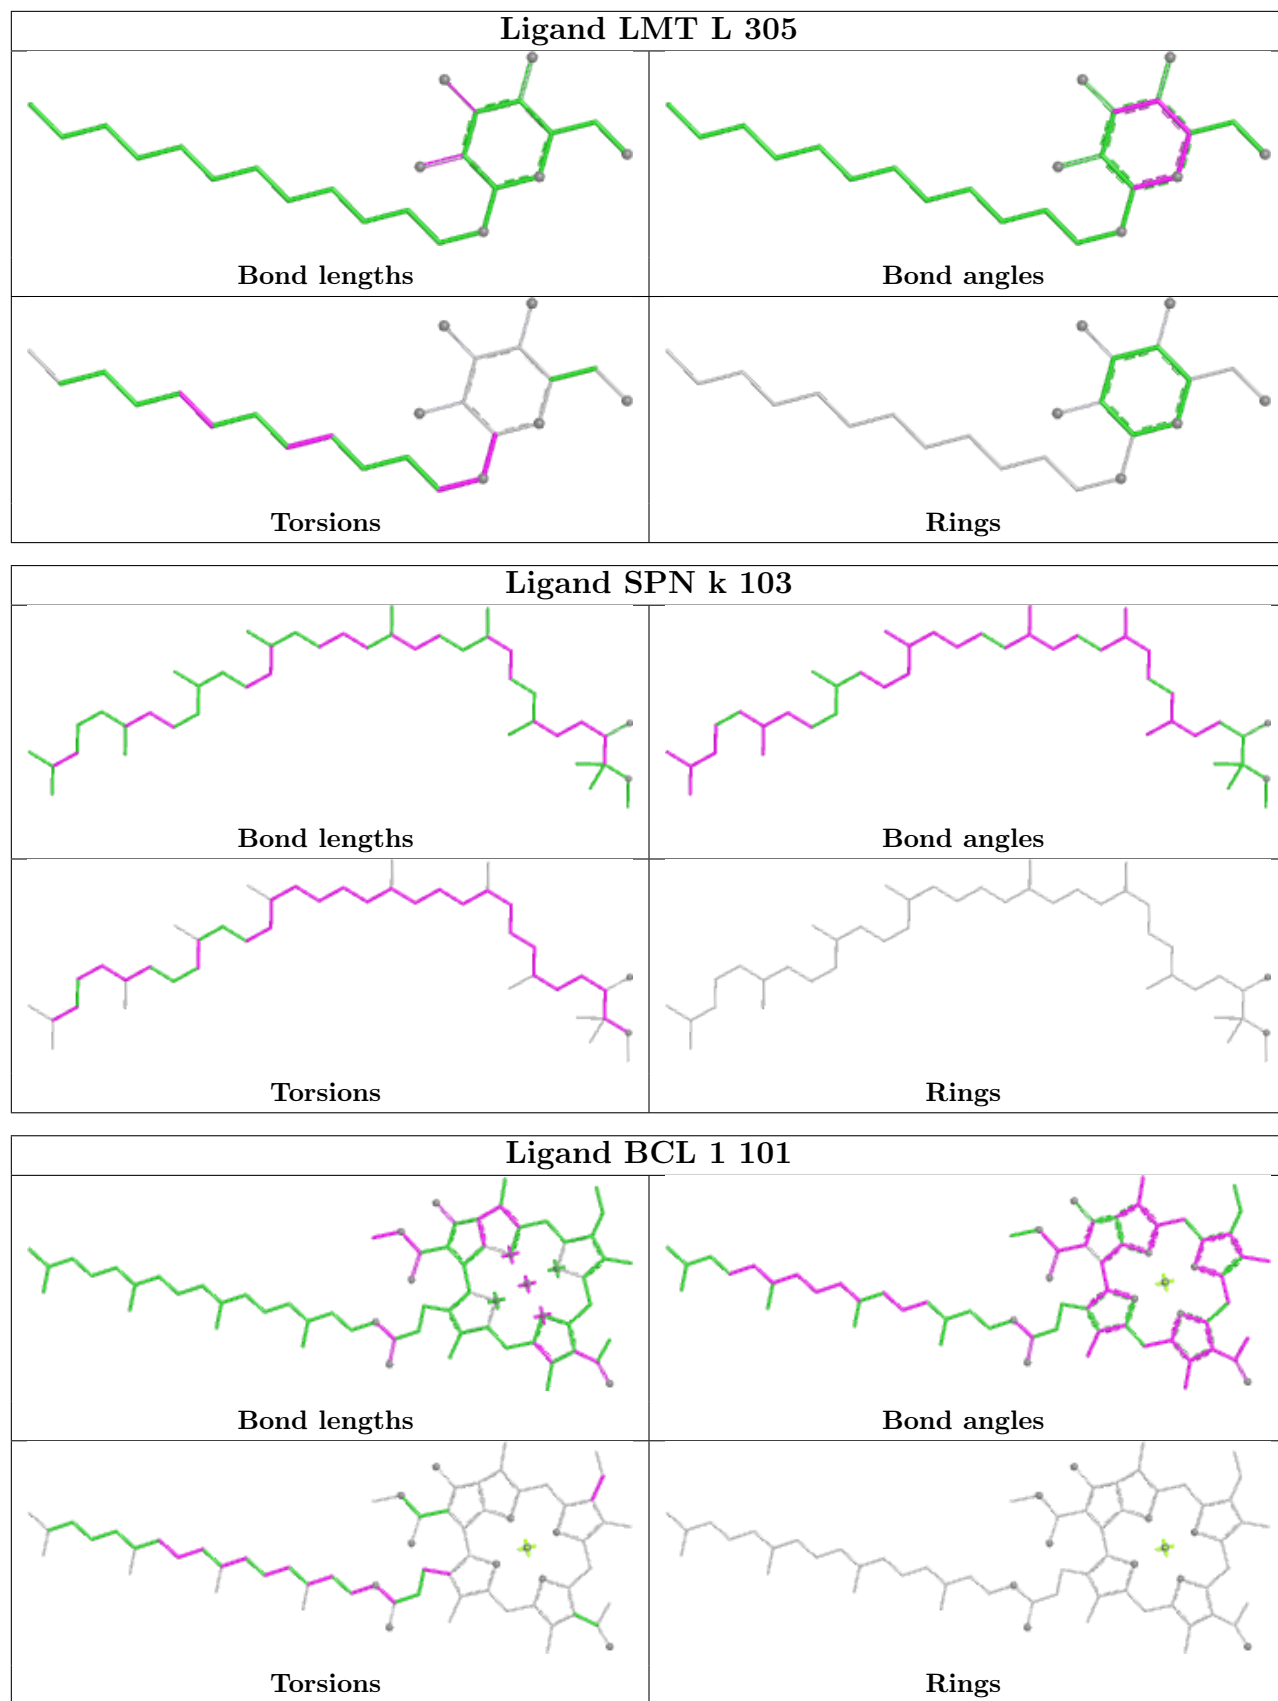 Ligand LMT L 305
Bond lengths
Bond angles
Torsions
Rings
Ligand SPN k 103
Bond lengths
Bond angles
Torsions
Rings
Ligand BCL 1 101
Bond lengths
Bond angles
Torsions
Rings